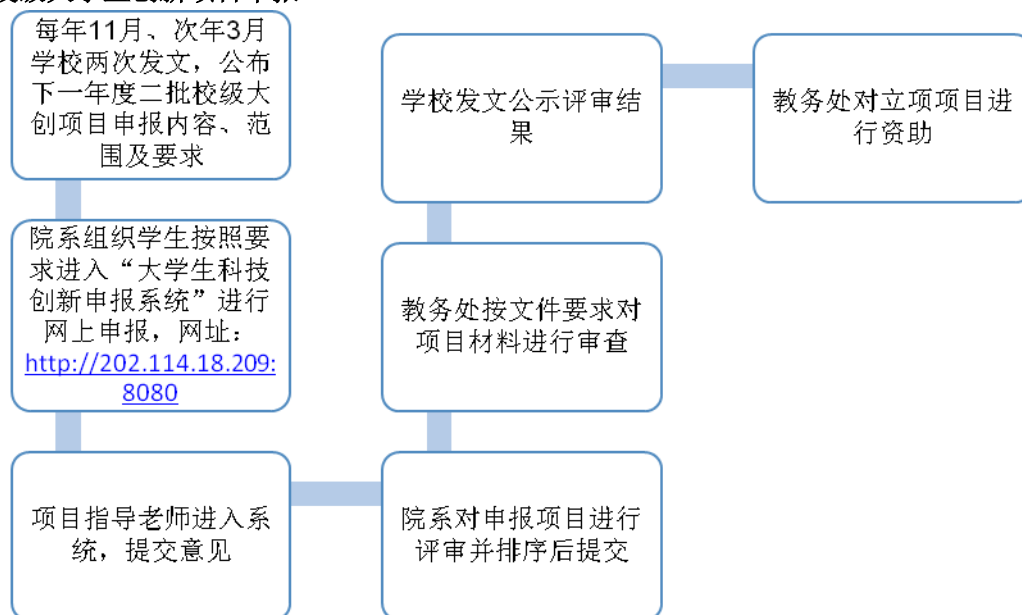 每年11月、次年3月
学校两次发文，公布
下一年度二批校级大
创项目申报内容、范
围及要求
院系组织学生按照要
求进入“大学生科技
创新申报系统”进行
网上申报，网址：
http://202.114.18.209:
8080
项目指导老师进入系
统，提交意见
院系对申报项目进行
评审并排序后提交
教务处按文件要求对
项目材料进行审查
学校发文公示评审结
果
教务处对立项项目进
行资助